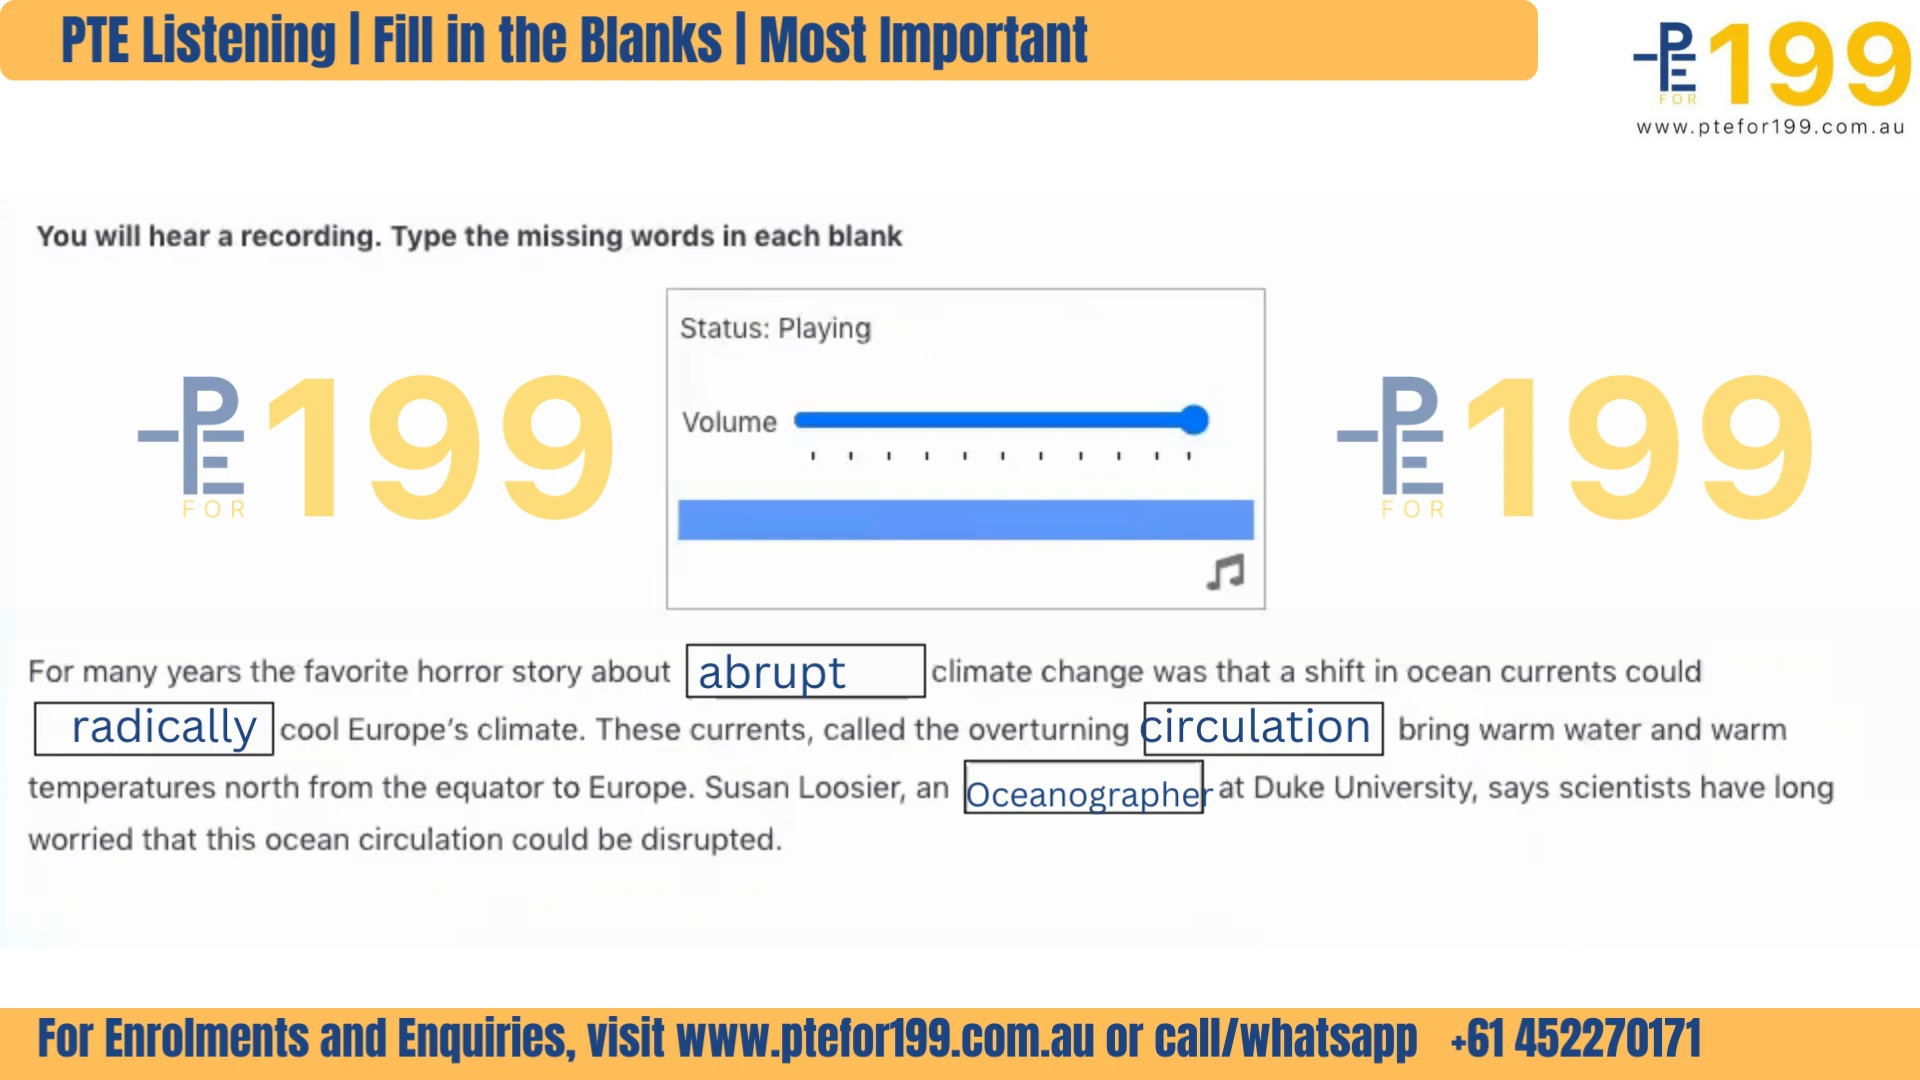 PTE Listening | Fill in the Blanks | Most Important
PTE FOR 199
www.ptefor199.com.au
You will hear a recording. Type the missing words in each blank
Status: Playing
Volume
PTE FOR 199
PTE FOR 199
For many years the favorite horror story about abrupt climate change was that a shift in ocean currents could
radically cool Europe's climate. These currents, called the overturning circulation bring warm water and warm
temperatures north from the equator to Europe. Susan Loosier, an Oceanographer at Duke University, says scientists have long
worried that this ocean circulation could be disrupted.
For Enrolments and Enquiries, visit www.ptefor199.com.au or call/whatsapp +61 452270171